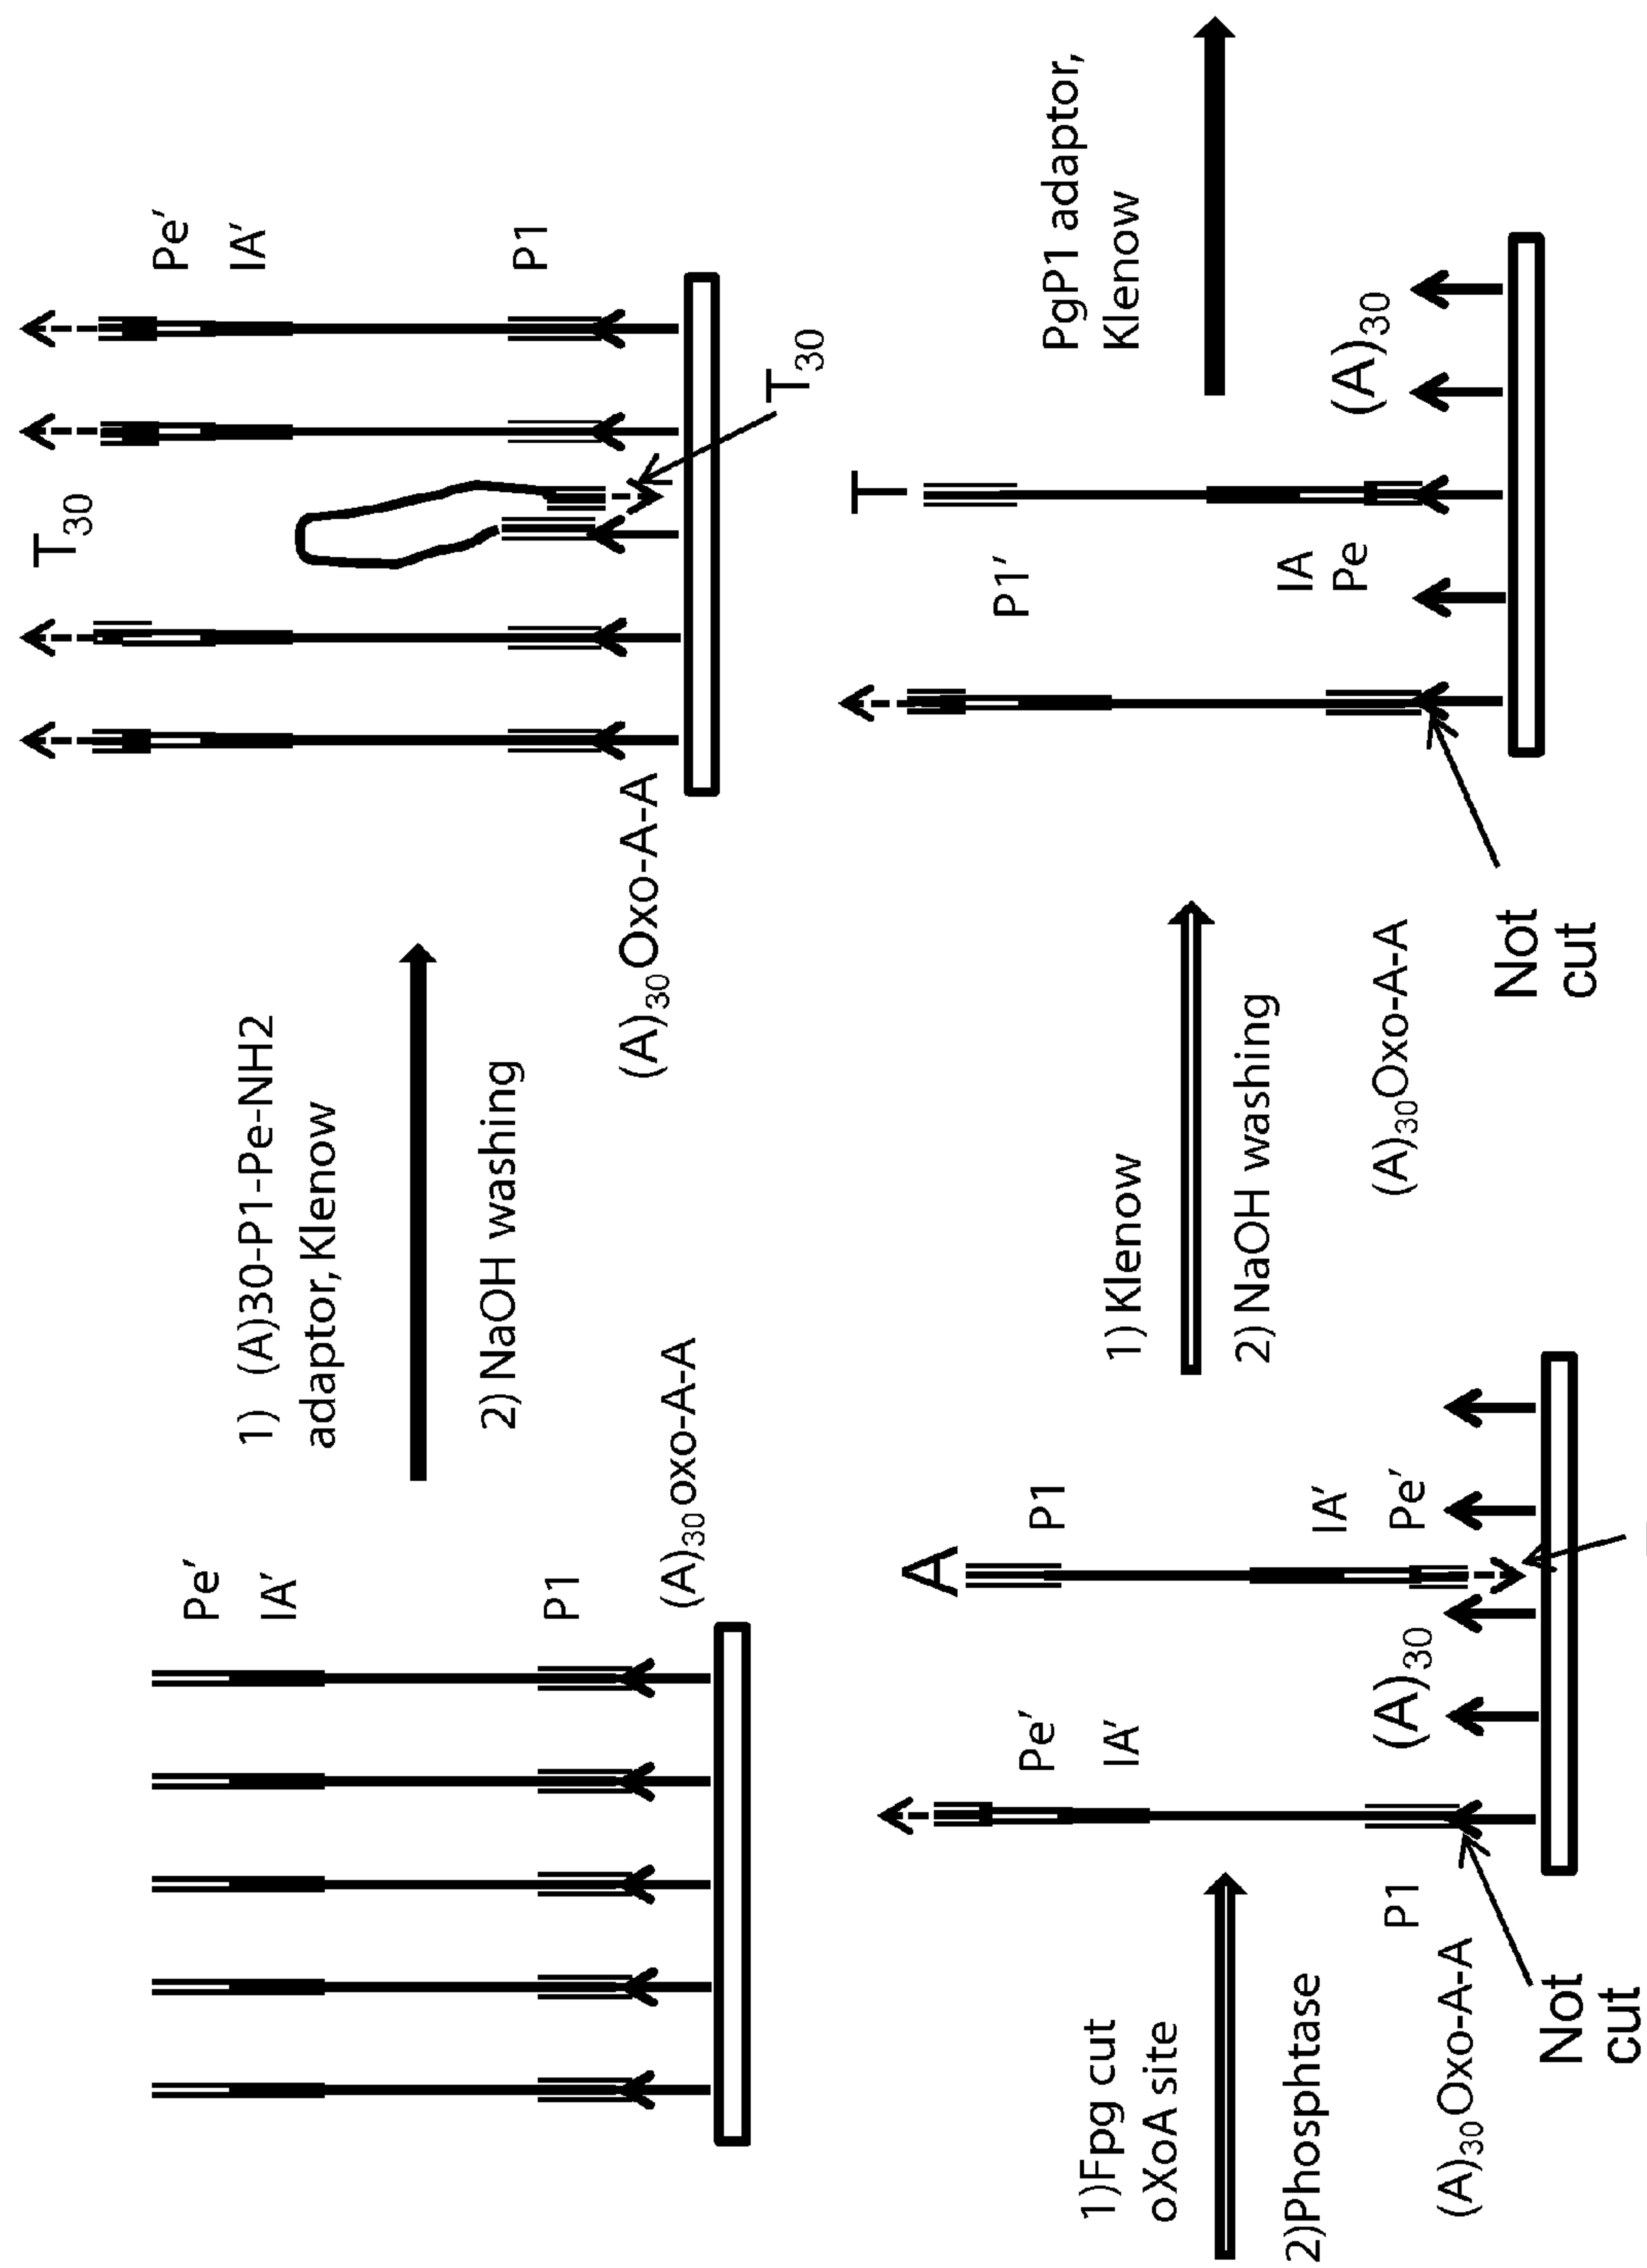 Pe′
IA′
P1
(A)₃₀oxo-A-A
1) (A)30-P1-Pe-NH2
adaptor, Klenow
2) NaOH washing
T₃₀
Pe′
IA′
P1
(A)₃₀Oxo-A-A
T₃₀
1)Fpg cut
oXoA site
2)Phosphtase
A
Pe′
P1
IA′
IA′
P1
(A)₃₀
Pe′
(A)₃₀Oxo-A-A
Not
cut
1) Klenow
2) NaOH washing
T
P1′
IA
Pe
(A)₃₀
(A)₃₀Oxo-A-A
Not
cut
PgP1 adaptor,
Klenow